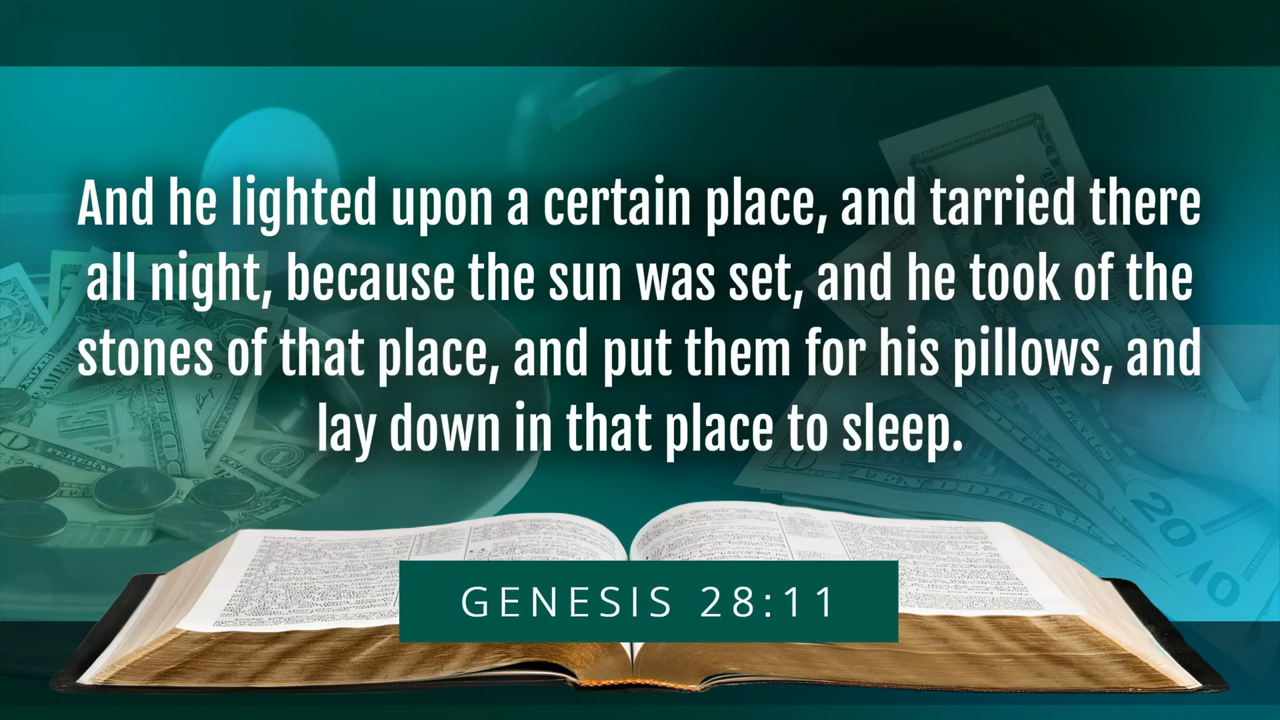 And he lighted upon a certain place, and tarried there
all night, because the sun was set, and he took of the
stones of that place, and put them for his pillows, and
lay down in that place to sleep.
GENESIS 28:11
20
10